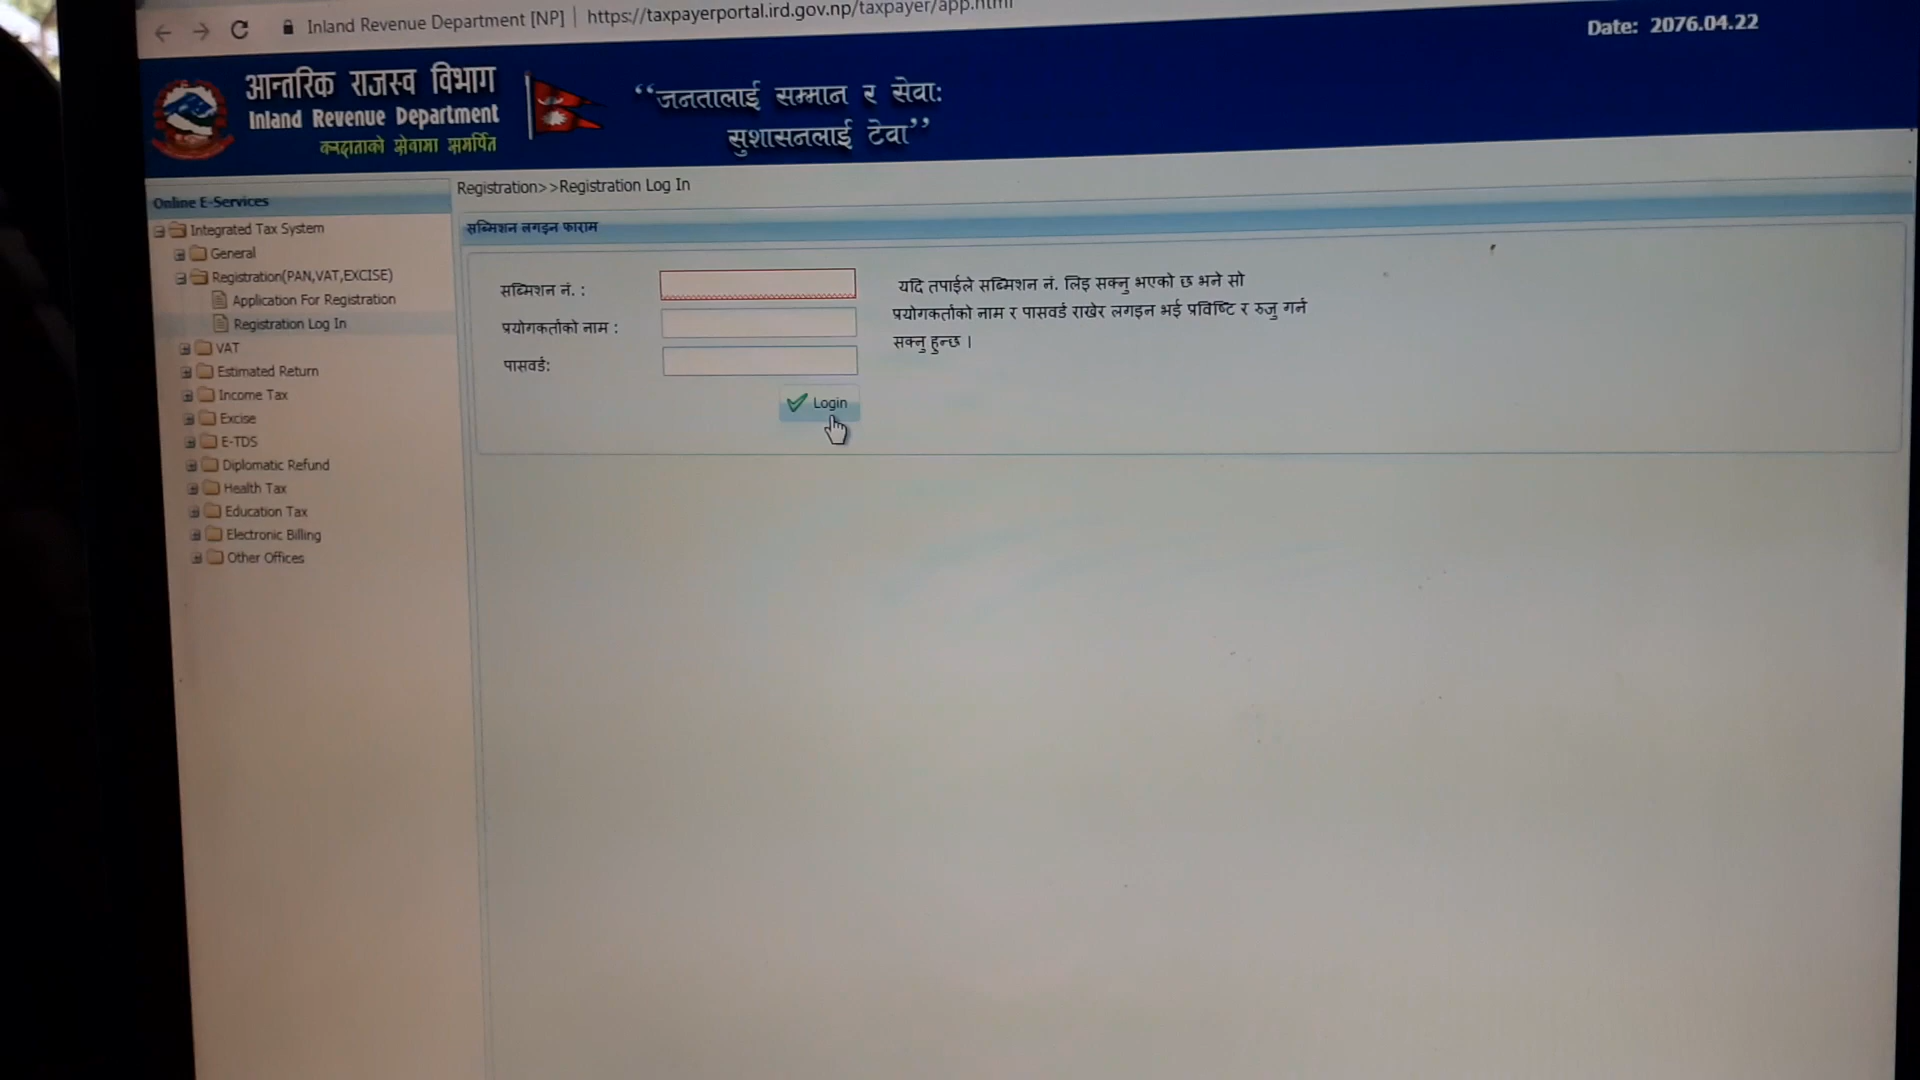 Inland Revenue Department [NP] | https://taxpayerportal.ird.gov.np/taxpayer/app.html
Date: 2076.04.22
आन्तरिक राजस्व विभाग
Inland Revenue Department
करदाताको सेवामा समर्पित
“जनतालाई सम्मान र सेवाः
सुशासनलाई टेवा”
Online E-Services
Integrated Tax System
General
Registration(PAN,VAT,EXCISE)
Application For Registration
Registration Log In
VAT
Estimated Return
Income Tax
Excise
E-TDS
Diplomatic Refund
Health Tax
Education Tax
Electronic Billing
Other Offices
Registration>>Registration Log In
सब्मिशन लगइन फाराम
सब्मिशन नं. :
प्रयोगकर्ताको नाम :
पासवर्ड:
Login
यदि तपाईले सब्मिशन नं. लिइ सक्नु भएको छ भने सो
प्रयोगकर्ताको नाम र पासवर्ड राखेर लगइन भई प्रविष्टि र रुजु गर्न
सक्नु हुन्छ ।